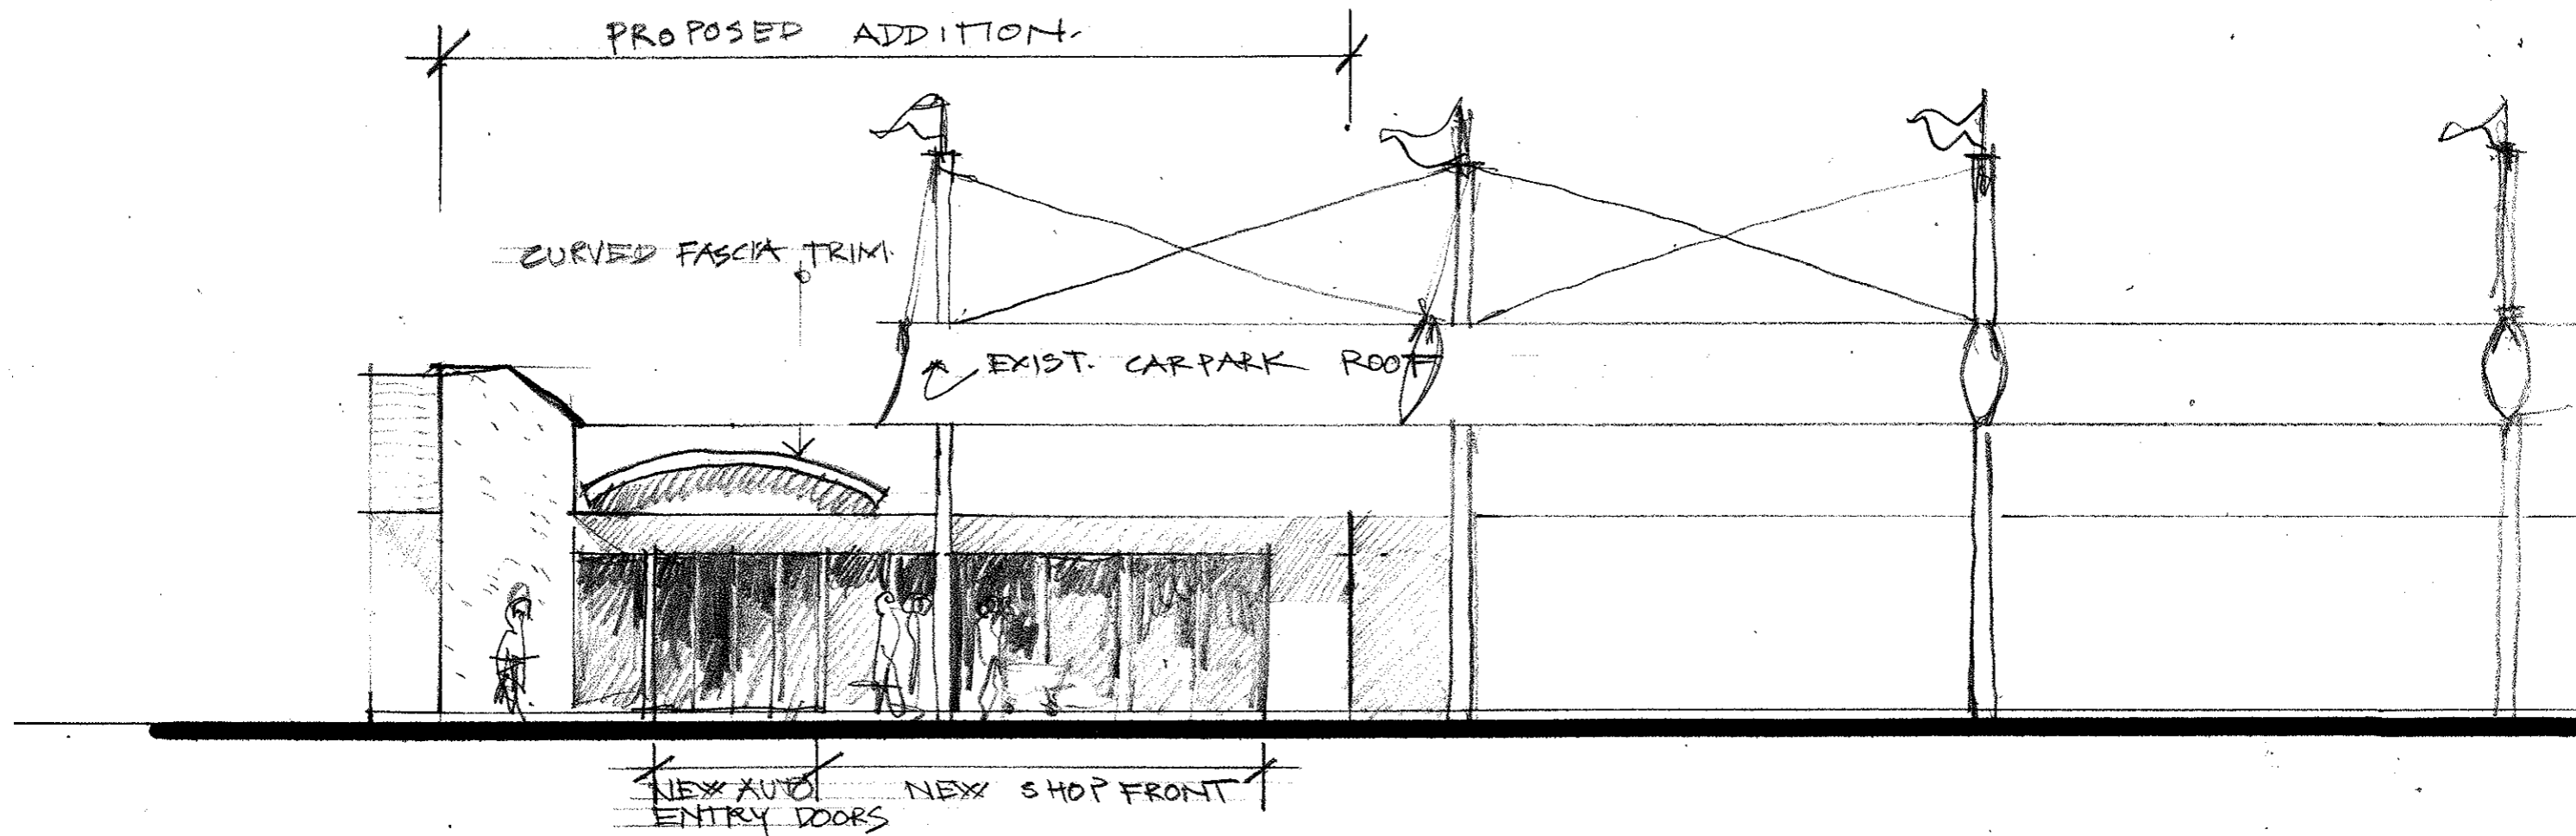 PROPOSED ADDITION.
CURVED FASCIA TRIM.
EXIST. CARPARK ROOF
NEW AUTO
ENTRY DOORS
NEW SHOP FRONT